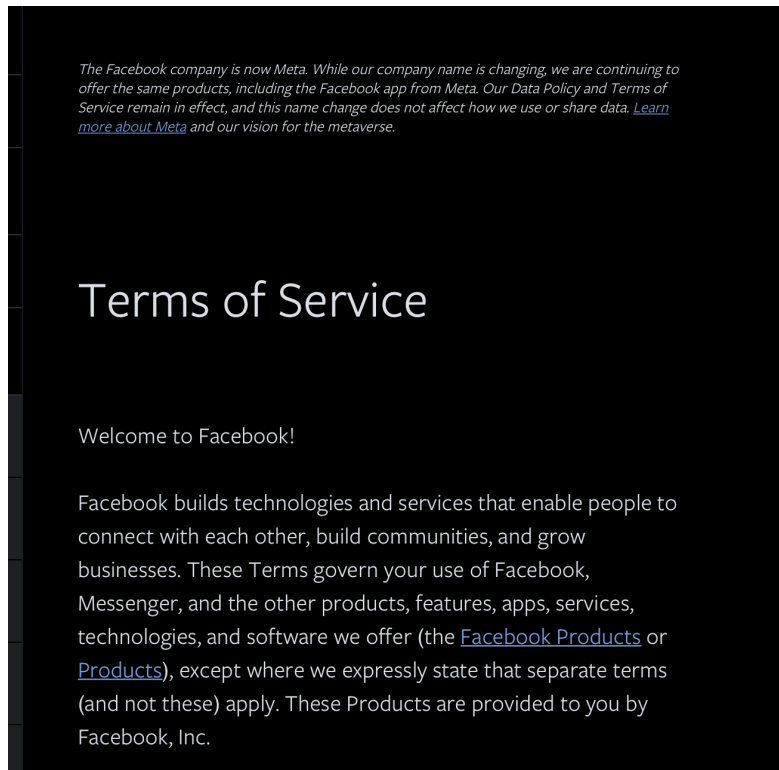 The Facebook company is now Meta. While our company name is changing, we are continuing to
offer the same products, including the Facebook app from Meta. Our Data Policy and Terms of
Service remain in effect, and this name change does not affect how we use or share data. Learn
more about Meta and our vision for the metaverse.
Terms of Service
Welcome to Facebook!
Facebook builds technologies and services that enable people to
connect with each other, build communities, and grow
businesses. These Terms govern your use of Facebook,
Messenger, and the other products, features, apps, services,
technologies, and software we offer (the Facebook Products or
Products), except where we expressly state that separate terms
(and not these) apply. These Products are provided to you by
Facebook, Inc.